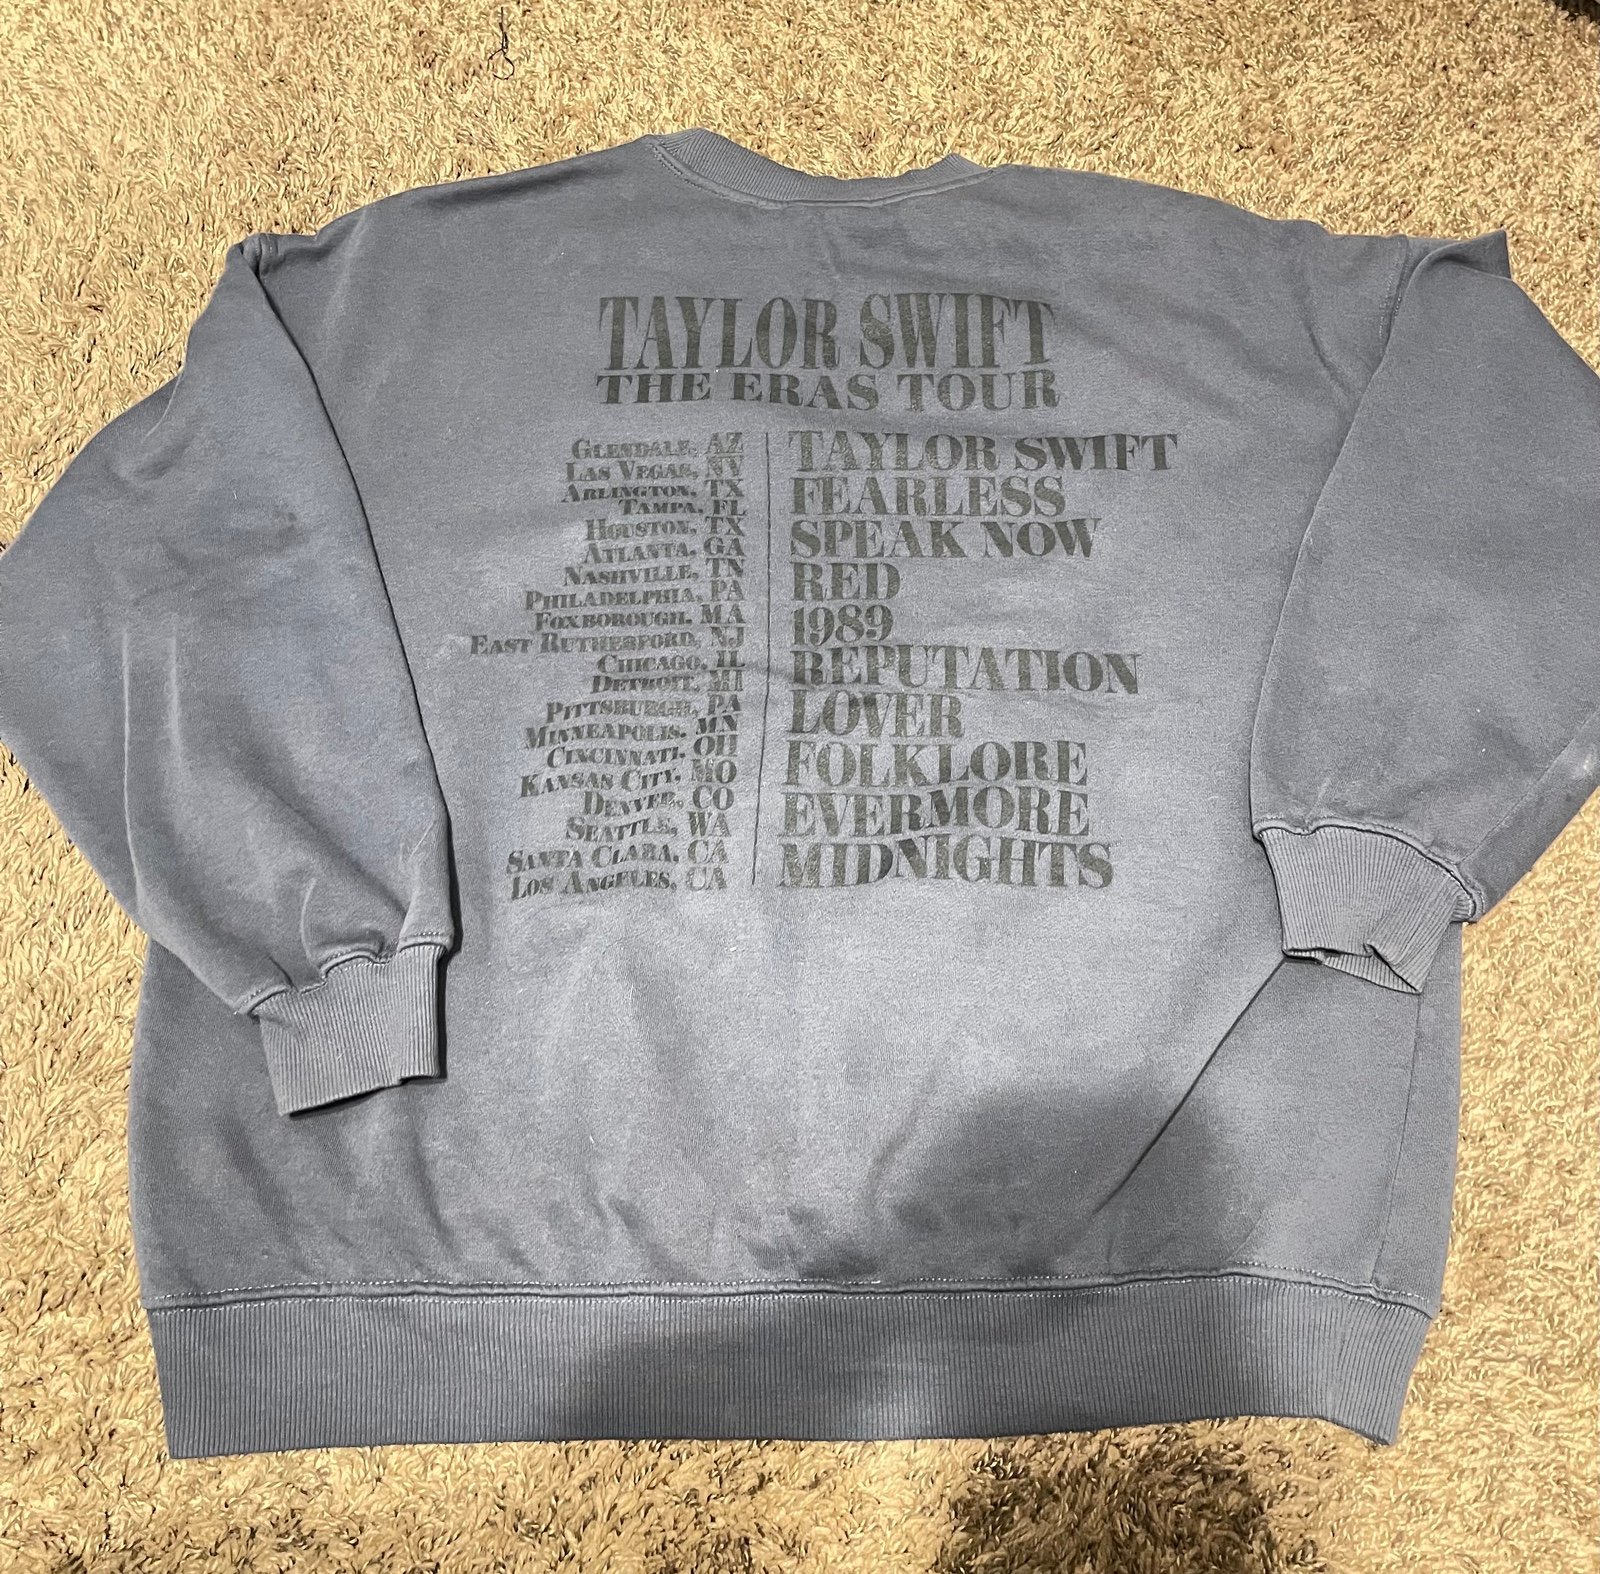 TAYLOR SWIFT
THE ERAS TOUR
GLENDALE, AZ
LAS VEGAS, NV
ARLINGTON, TX
TAMPA, FL
HOUSTON, TX
ATLANTA, GA
NASHVILLE, TN
PHILADELPHIA, PA
FOXBOROUGH, MA
EAST RUTHERFORD, NJ
CHICAGO, IL
DETROIT, MI
PITTSBURGH, PA
MINNEAPOLIS, MN
CINCINNATI, OH
KANSAS CITY, MO
DENVER, CO
SEATTLE, WA
SANTA CLARA, CA
LOS ANGELES, CA
TAYLOR SWIFT
FEARLESS
SPEAK NOW
RED
1989
REPUTATION
LOVER
FOLKLORE
EVERMORE
MIDNIGHTS